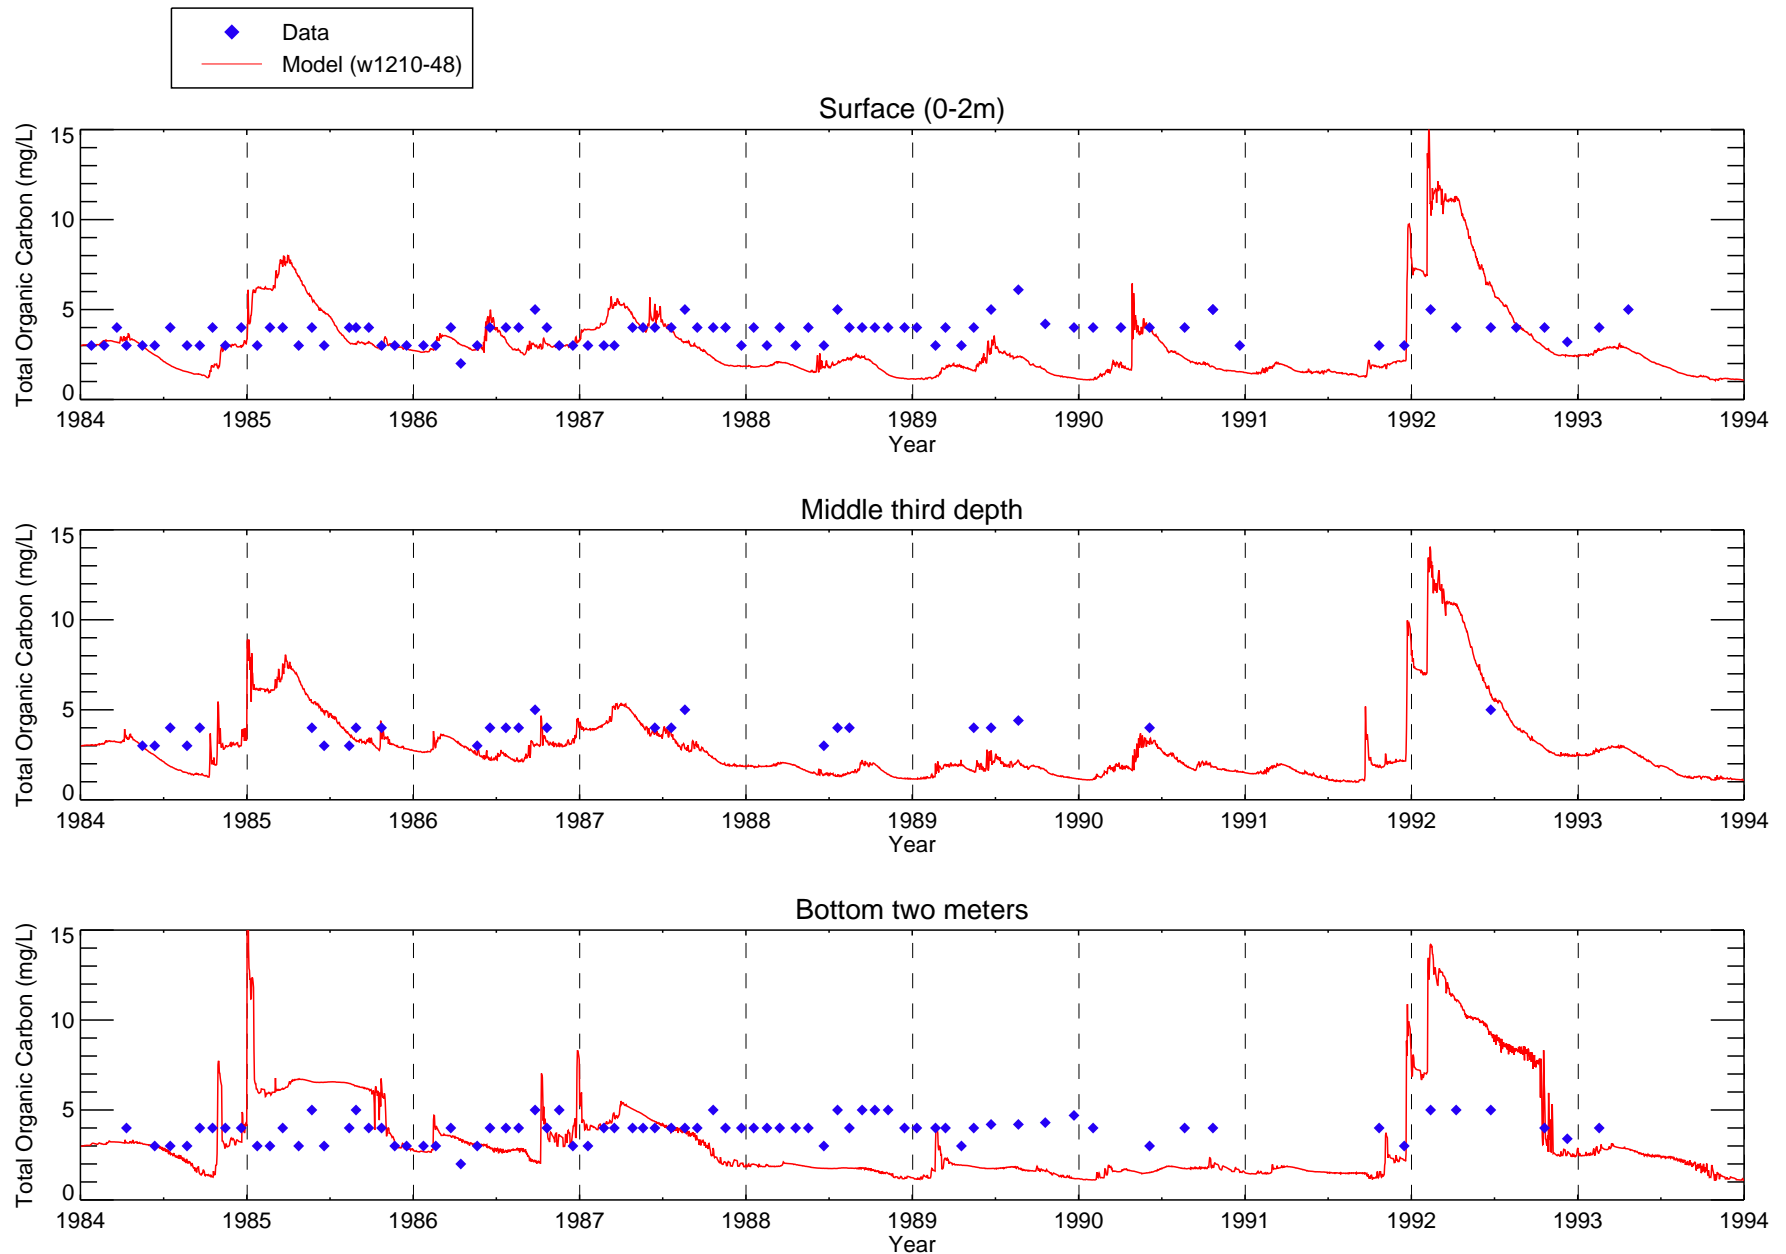 Data
Model (w1210-48)
Surface (0-2m)
Total Organic Carbon (mg/L)
15
10
5
0
1984 1985 1986 1987 1988 1989 1990 1991 1992 1993 1994
Year
Middle third depth
Total Organic Carbon (mg/L)
15
10
5
0
1984 1985 1986 1987 1988 1989 1990 1991 1992 1993 1994
Year
Bottom two meters
Total Organic Carbon (mg/L)
15
10
5
0
1984 1985 1986 1987 1988 1989 1990 1991 1992 1993 1994
Year